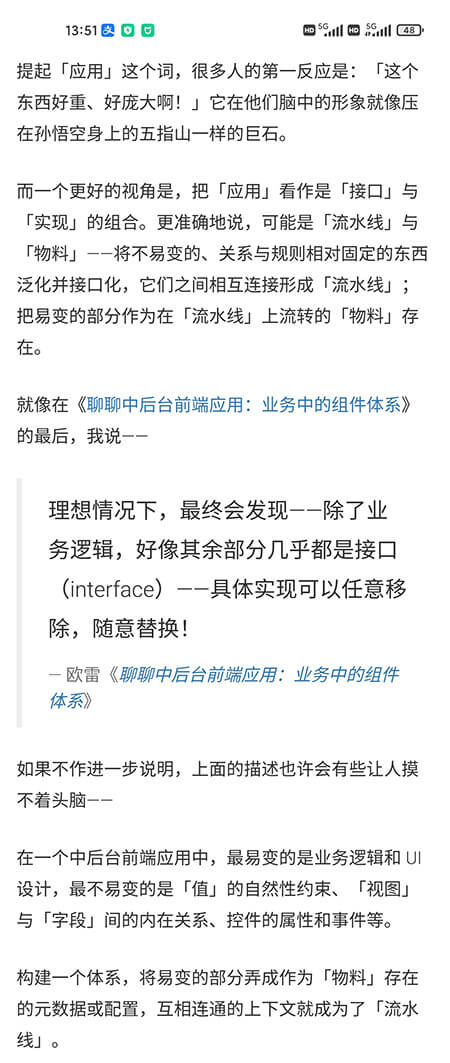 13:51 HD 5G HD 5G 48
提起「应用」这个词，很多人的第一反应是：「这个
东西好重、好庞大啊！」它在他们脑中的形象就像压
在孙悟空身上的五指山一样的巨石。
而一个更好的视角是，把「应用」看作是「接口」与
「实现」的组合。更准确地说，可能是「流水线」与
「物料」——将不易变的、关系与规则相对固定的东西
泛化并接口化，它们之间相互连接形成「流水线」；
把易变的部分作为在「流水线」上流转的「物料」存
在。
就像在《聊聊中后台前端应用：业务中的组件体系》
的最后，我说——
理想情况下，最终会发现——除了业
务逻辑，好像其余部分几乎都是接口
（interface）——具体实现可以任意移
除，随意替换！
— 欧雷《聊聊中后台前端应用：业务中的组件
体系》
如果不作进一步说明，上面的描述也许会有些让人摸
不着头脑——
在一个中后台前端应用中，最易变的是业务逻辑和 UI
设计，最不易变的是「值」的自然性约束、「视图」
与「字段」间的内在关系、控件的属性和事件等。
构建一个体系，将易变的部分弄成作为「物料」存在
的元数据或配置，互相连通的上下文就成为了「流水
线」。